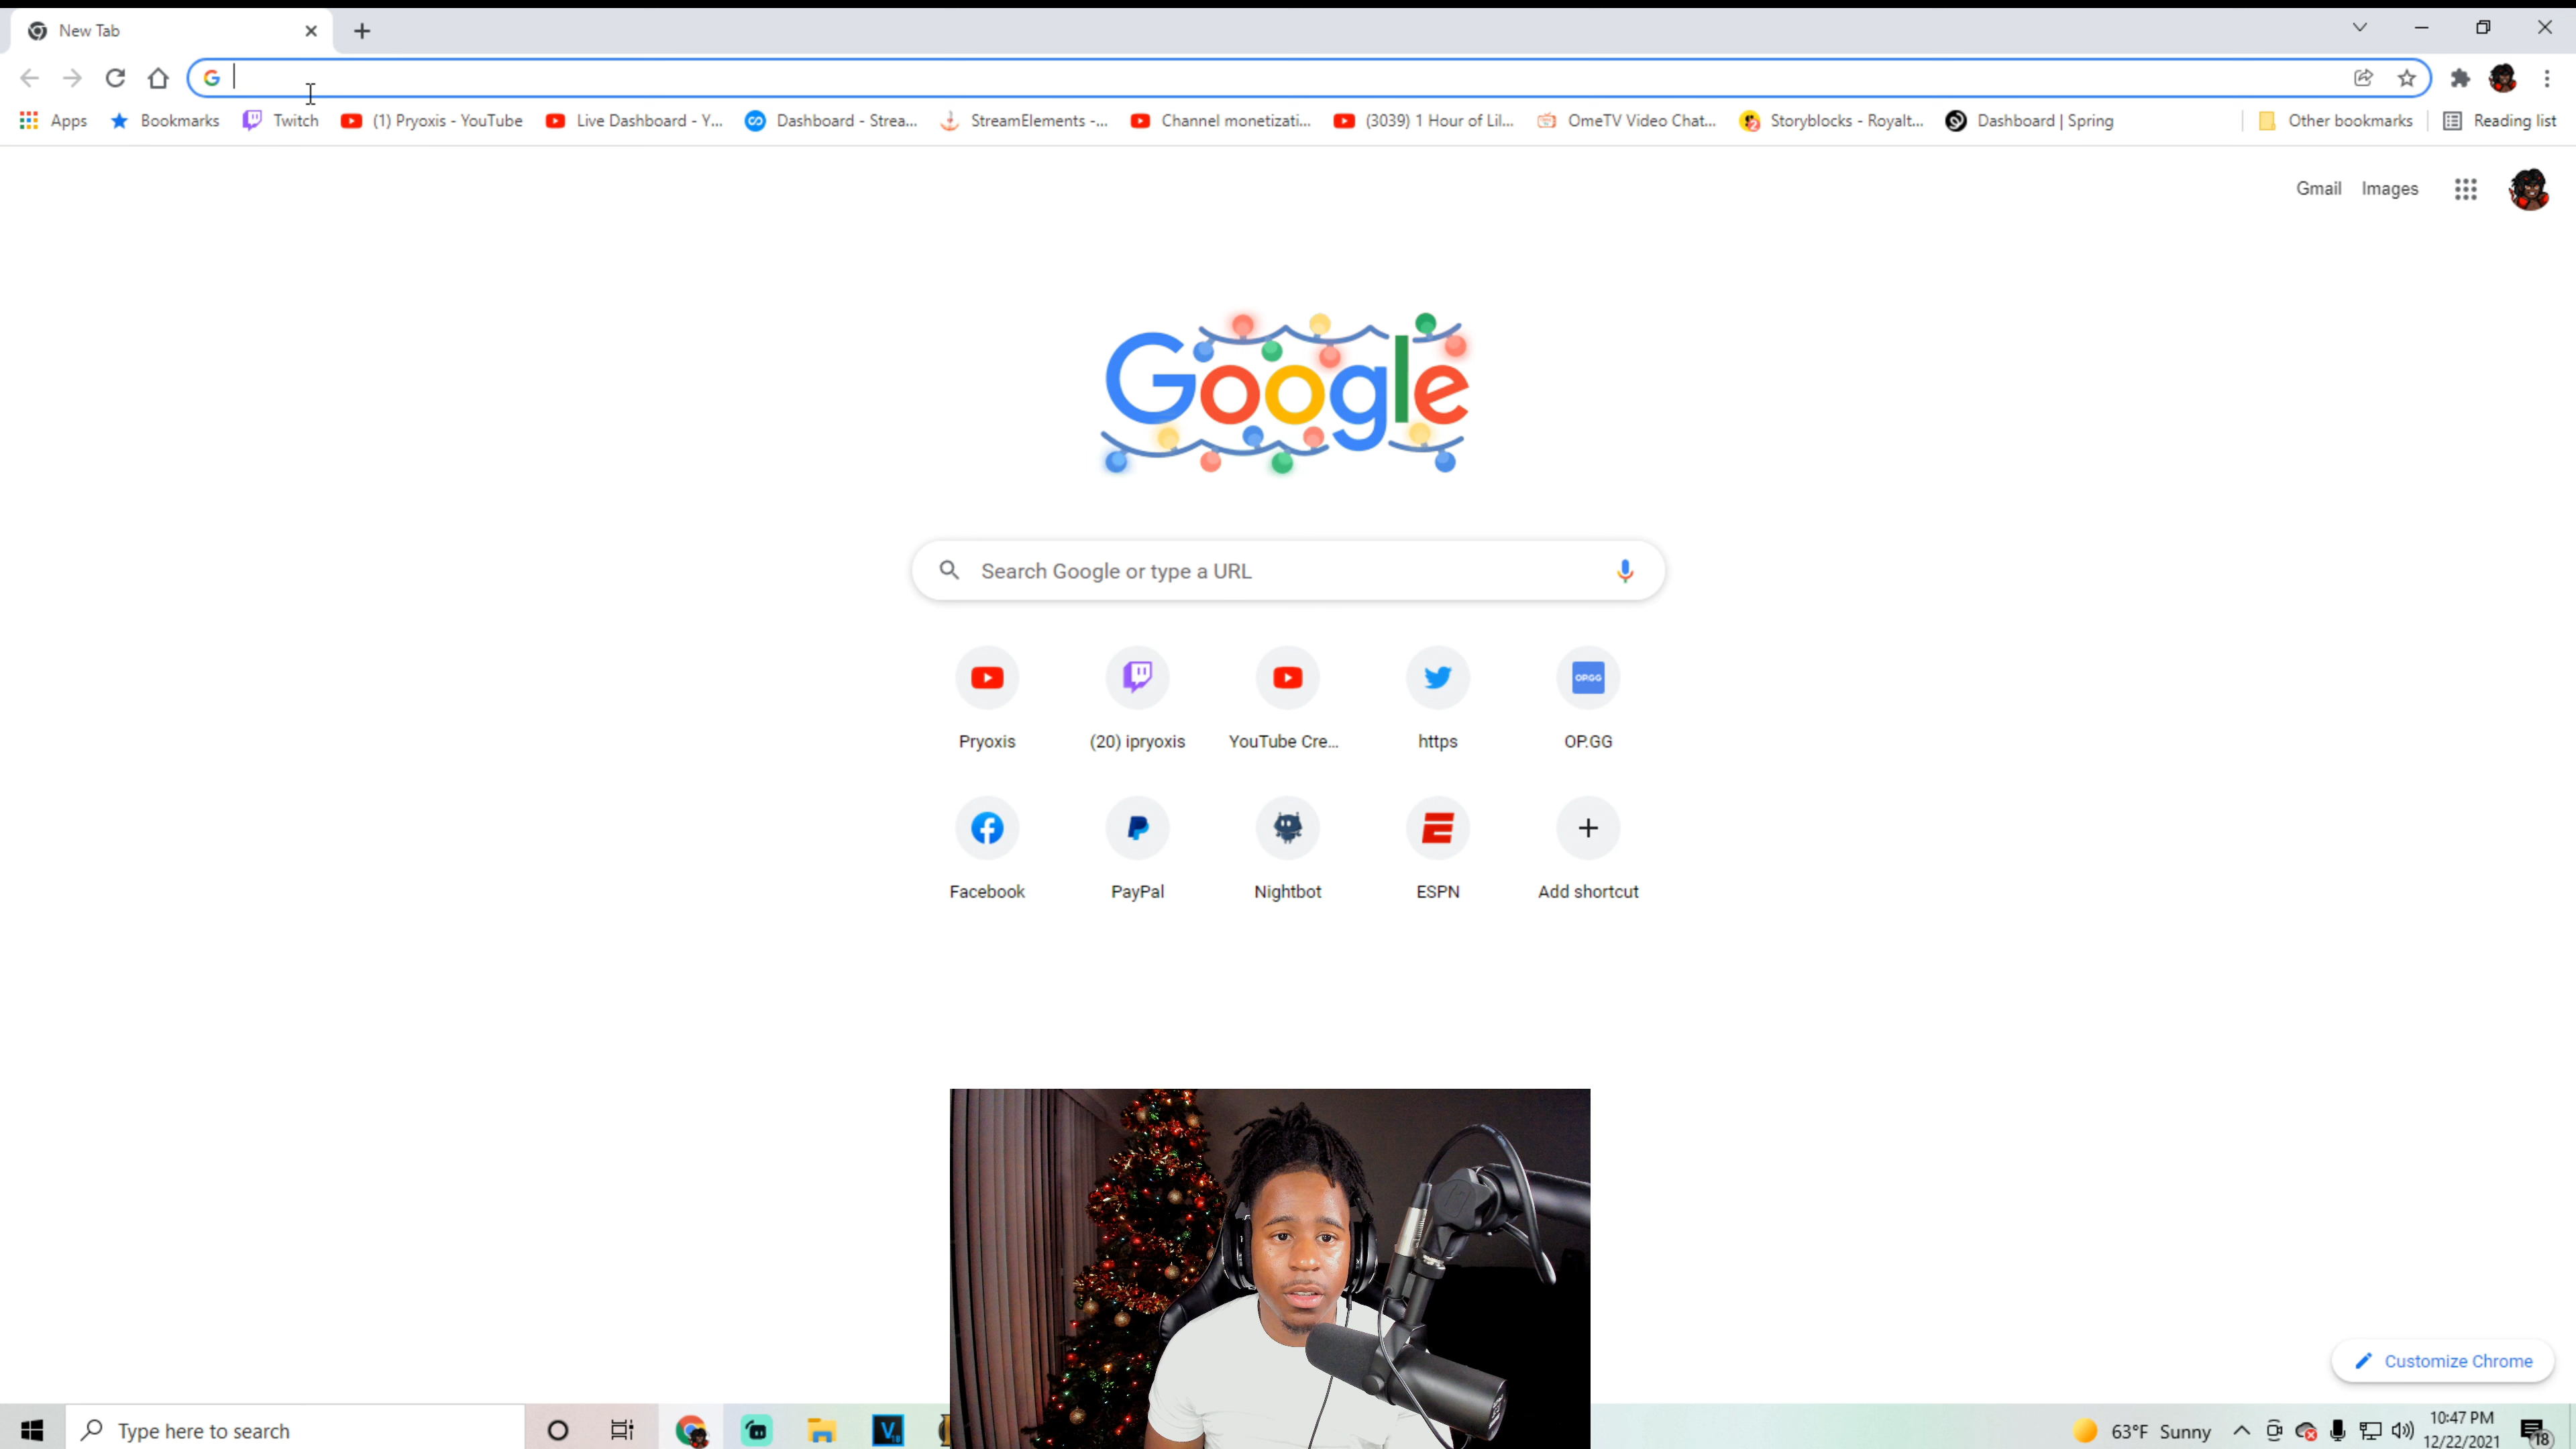 New Tab
Apps Bookmarks Twitch (1) Pryoxis - YouTube Live Dashboard - Y... Dashboard - Strea... StreamElements -... Channel monetizati... (3039) 1 Hour of Lil... OmeTV Video Chat... Storyblocks - Royalt... Dashboard | Spring Other bookmarks Reading list
Gmail Images
Google
Search Google or type a URL
OP.GG
Pryoxis (20) ipryoxis YouTube Cre... https OP.GG
Facebook PayPal Nightbot ESPN Add shortcut
Customize Chrome
Type here to search 63°F Sunny 10:47 PM
12/22/2021 18